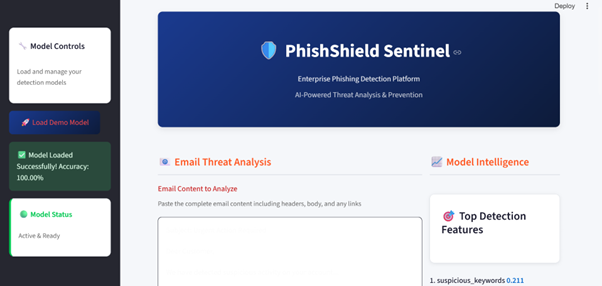 Deploy
🔧 Model Controls
Load and manage your
detection models
🚀 Load Demo Model
✅ Model Loaded
Successfully! Accuracy:
100.00%
🟢 Model Status
Active & Ready
🛡️ PhishShield Sentinel
Enterprise Phishing Detection Platform
AI-Powered Threat Analysis & Prevention
📧 Email Threat Analysis
Email Content to Analyze
Paste the complete email content including headers, body, and any links
📈 Model Intelligence
🎯 Top Detection
Features
1. suspicious_keywords 0.211